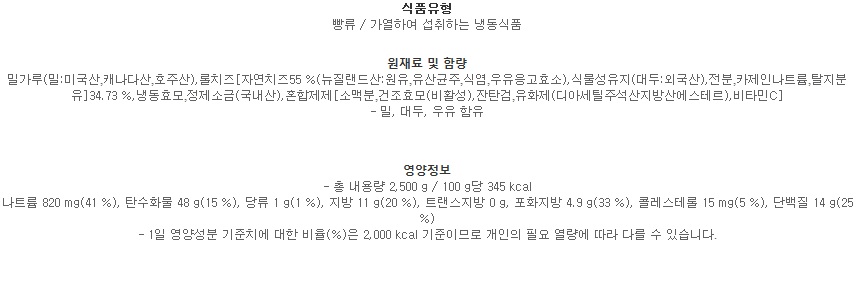 식품유형
빵류 / 가열하여 섭취하는 냉동식품
원재료 및 함량
밀가루(밀:미국산,캐나다산,호주산),롤치즈[자연치즈55 %(뉴질랜드산:원유,유산균주,식염,우유응고효소),식물성유지(대두:외국산),전분,카제인나트륨,탈지분
유]34.73 %,냉동효모,정제소금(국내산),혼합제제[소맥분,건조효모(비활성),잔탄검,유화제(디아세틸주석산지방산에스테르),비타민C]
- 밀, 대두, 우유 함유
영양정보
- 총 내용량 2,500 g / 100 g당 345 kcal
나트륨 820 mg(41 %), 탄수화물 48 g(15 %), 당류 1 g(1 %), 지방 11 g(20 %), 트랜스지방 0 g, 포화지방 4.9 g(33 %), 콜레스테롤 15 mg(5 %), 단백질 14 g(25
%)
- 1일 영양성분 기준치에 대한 비율(%)은 2,000 kcal 기준이므로 개인의 필요 열량에 따라 다를 수 있습니다.